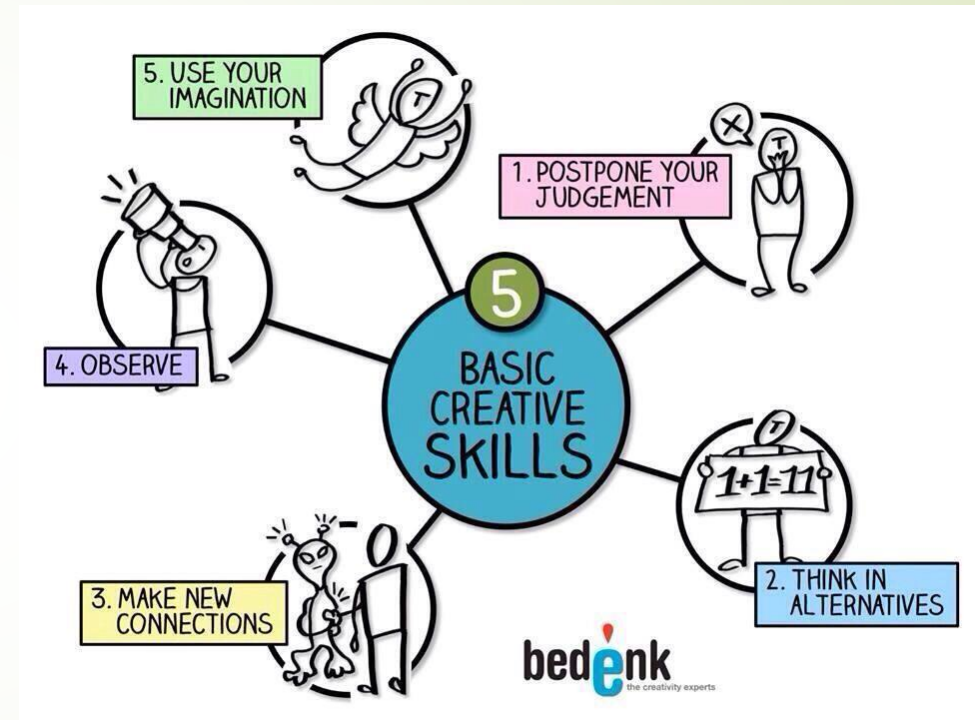 5
BASIC
CREATIVE
SKILLS
1. POSTPONE YOUR
JUDGEMENT
X
T
2. THINK IN
ALTERNATIVES
T
1+1=11
3. MAKE NEW
CONNECTIONS
4. OBSERVE
5. USE YOUR
IMAGINATION
T
bedenk
the creativity experts